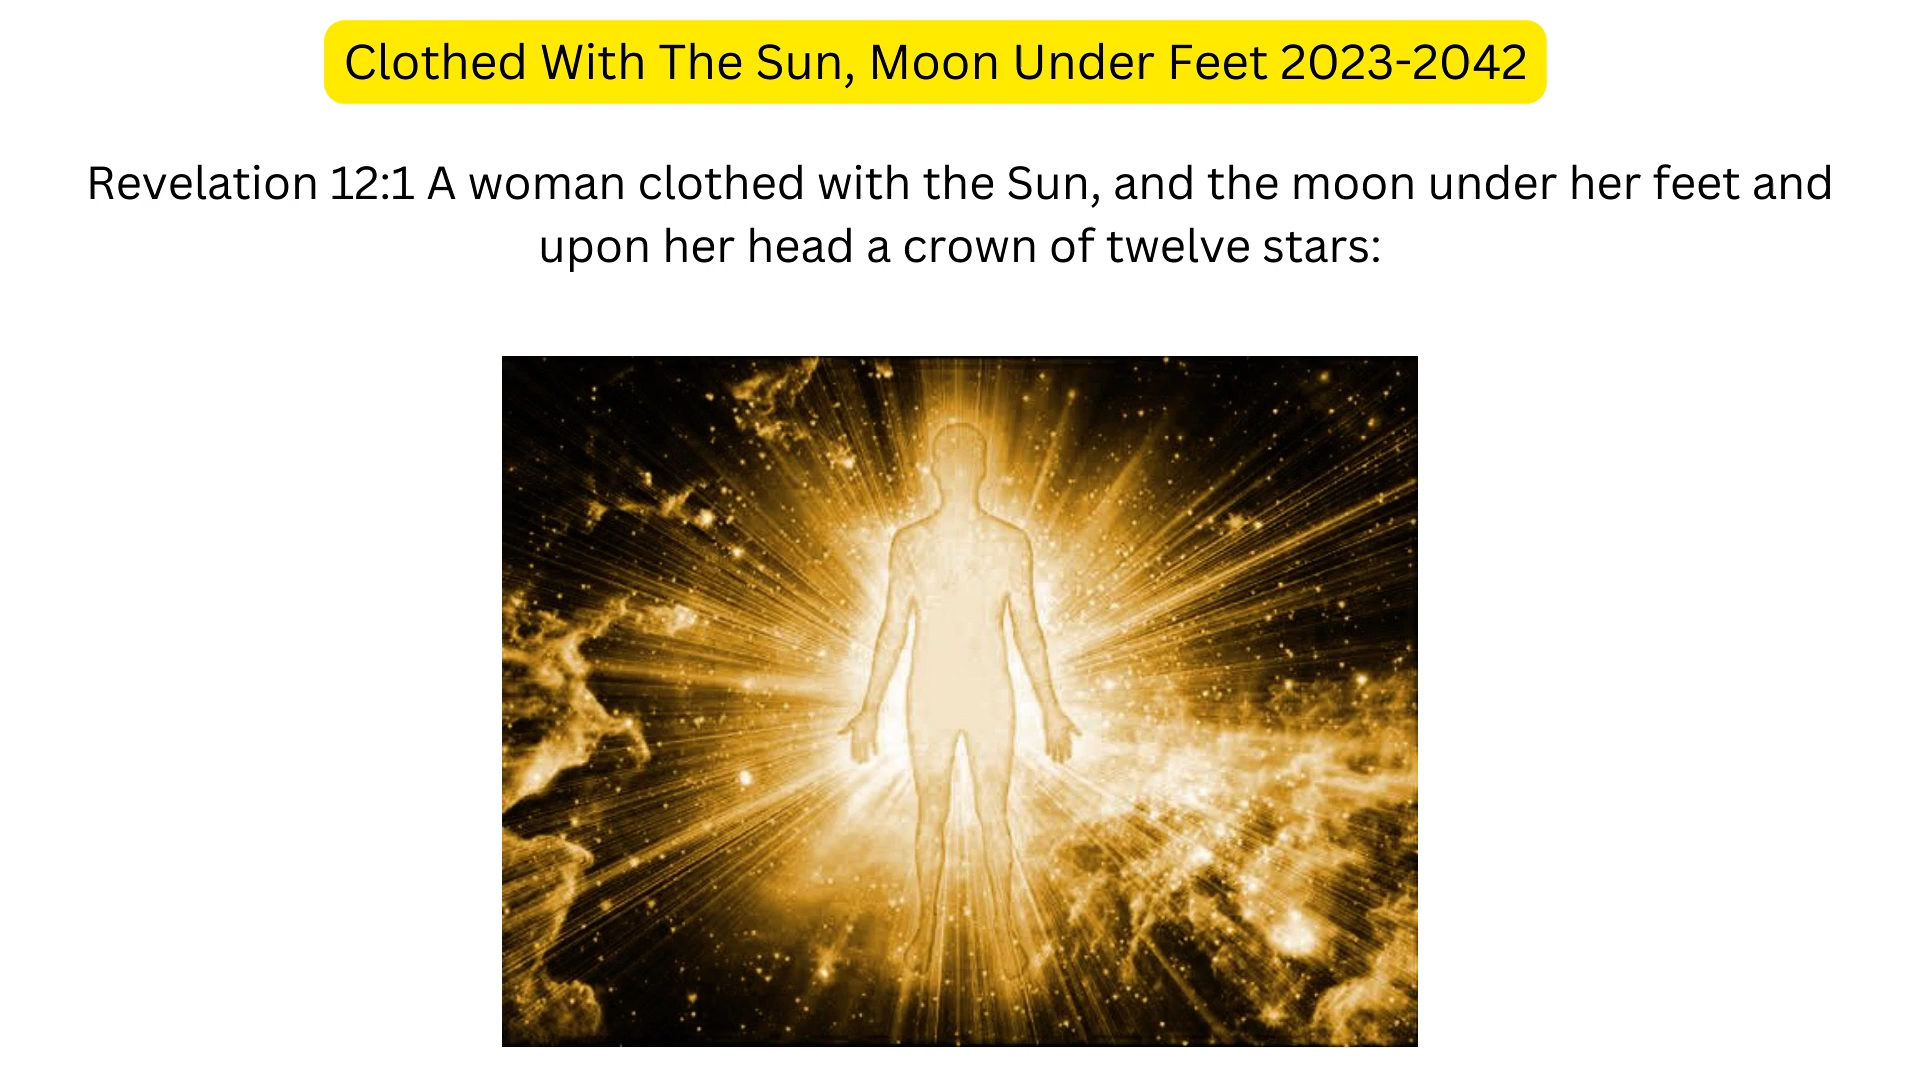 Clothed With The Sun, Moon Under Feet 2023-2042
Revelation 12:1 A woman clothed with the Sun, and the moon under her feet and
upon her head a crown of twelve stars: